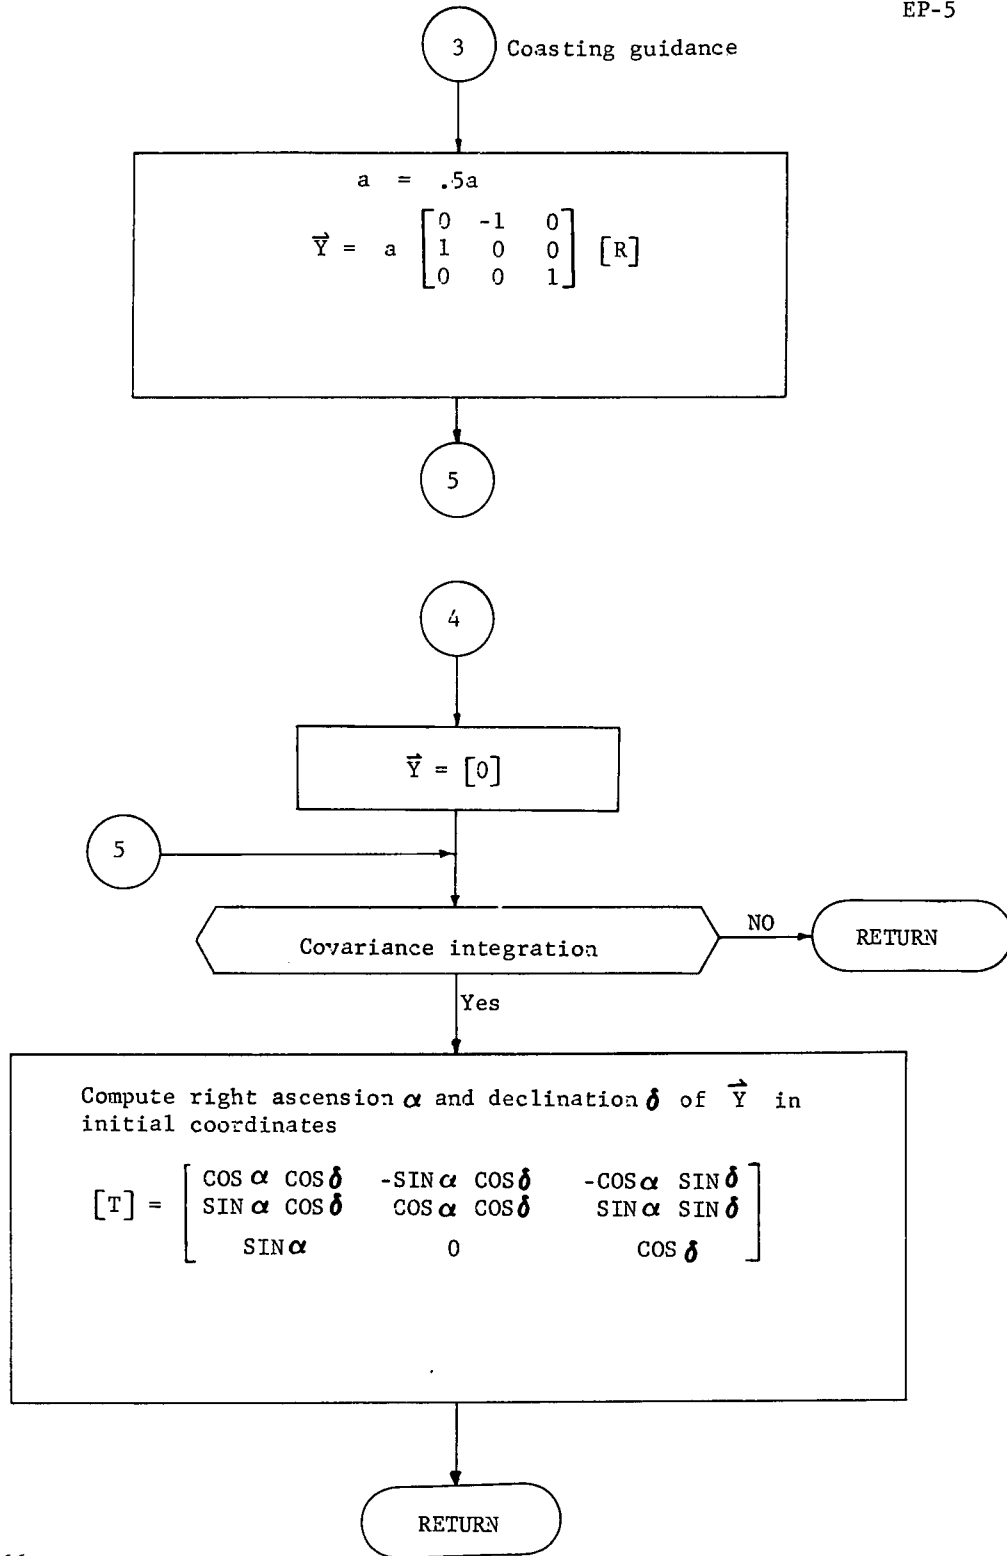 EP-5
3 Coasting guidance
a = .5a
Y⃗ = a [0 -1 0
1 0 0
0 0 1] [R]
5
4
Y⃗ = [0]
5
Covariance integration
NO
RETURN
Yes
Compute right ascension α and declination δ of Y⃗ in
initial coordinates
[T] = [COS α COS δ -SIN α COS δ -COS α SIN δ
SIN α COS δ COS α COS δ SIN α SIN δ
SIN α 0 COS δ]
RETURN